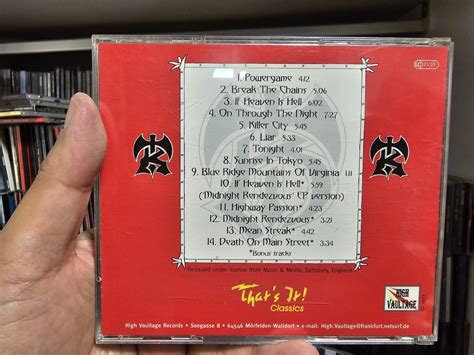 LC 2139
1. Powergame 4:12
2. Break The Chains 5:06
3. If Heaven Is Hell 6:02
4. On Through The Night 7:27
5. Killer City 5:45
6. Liar 5:33
7. Tonight 4:01
8. Sunrise In Tokyo 5:45
9. Blue Ridge Mountains Of Virginia 1:11
10. If Heaven Is Hell* 5:59
(Midnight Rendezvous' EP version)
11. Highway Passion* 4:23
12. Midnight Rendezvous* 3:21
13. Mean Streak* 4:42
14. Death On Main Street* 3:34
*Bonus tracks
Reissued under license from Music & Media, Salisbury, England
That's It!
Classics
HIGH
VAULTAGE
High Vaultage Records • Seegasse 8 • 64546 Mörfelden-Walldorf • e-mail: High.Vaultage@frankfurt.netsurf.de